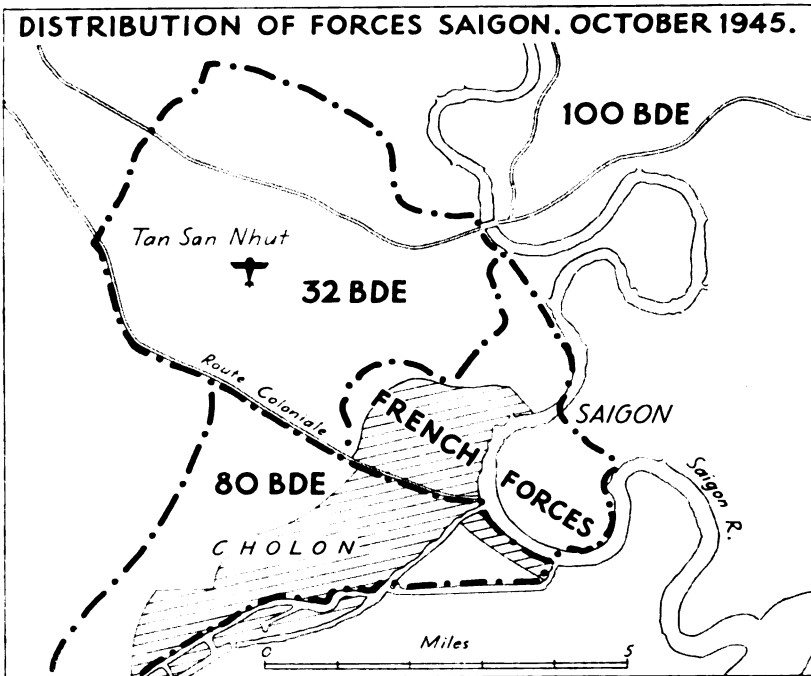 DISTRIBUTION OF FORCES SAIGON. OCTOBER 1945.
100 BDE
Tan San Nhut
32 BDE
Route Coloniale
FRENCH FORCES
SAIGON
80 BDE
Saigon R.
CHOLON
Miles
0 5